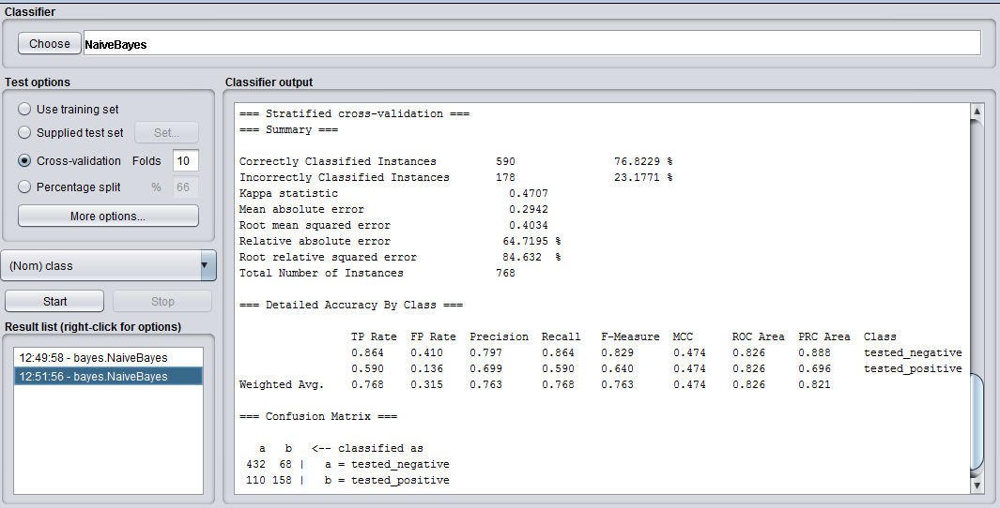 Classifier
Choose NaiveBayes
Test options
Use training set
Supplied test set Set...
Cross-validation Folds 10
Percentage split % 66
More options...
(Nom) class
Start Stop
Result list (right-click for options)
12:49:58 - bayes.NaiveBayes
12:51:56 - bayes.NaiveBayes
Classifier output
=== Stratified cross-validation ===
=== Summary ===
Correctly Classified Instances 590 76.8229 %
Incorrectly Classified Instances 178 23.1771 %
Kappa statistic 0.4707
Mean absolute error 0.2942
Root mean squared error 0.4034
Relative absolute error 64.7195 %
Root relative squared error 84.632 %
Total Number of Instances 768
=== Detailed Accuracy By Class ===
TP Rate FP Rate Precision Recall F-Measure MCC ROC Area PRC Area Class
0.864 0.410 0.797 0.864 0.829 0.474 0.826 0.888 tested_negative
0.590 0.136 0.699 0.590 0.640 0.474 0.826 0.696 tested_positive
Weighted Avg. 0.768 0.315 0.763 0.768 0.763 0.474 0.826 0.821
=== Confusion Matrix ===
a b <-- classified as
432 68 | a = tested_negative
110 158 | b = tested_positive